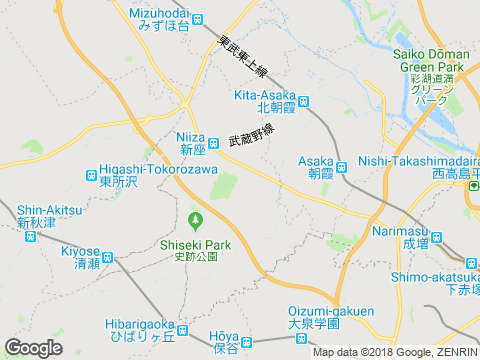 Mizuhodai
みずほ台
東武東上線
Saiko Dōman
Green Park
彩湖道満
グリーン
パーク
Kita-Asaka
北朝霞
武蔵野線
Niiza
新座
Asaka
朝霞
Nishi-Takashimadaira
西高島平
Higashi-Tokorozawa
東所沢
Shin-Akitsu
新秋津
Shiseki Park
史跡公園
Narimasu
成増
Kiyose
清瀬
Shimo-akatsuka
下赤塚
Oizumi-gakuen
大泉学園
Hibarigaoka
ひばりヶ丘
Hōya
保谷
Google
Map data ©2018 Google, ZENRIN